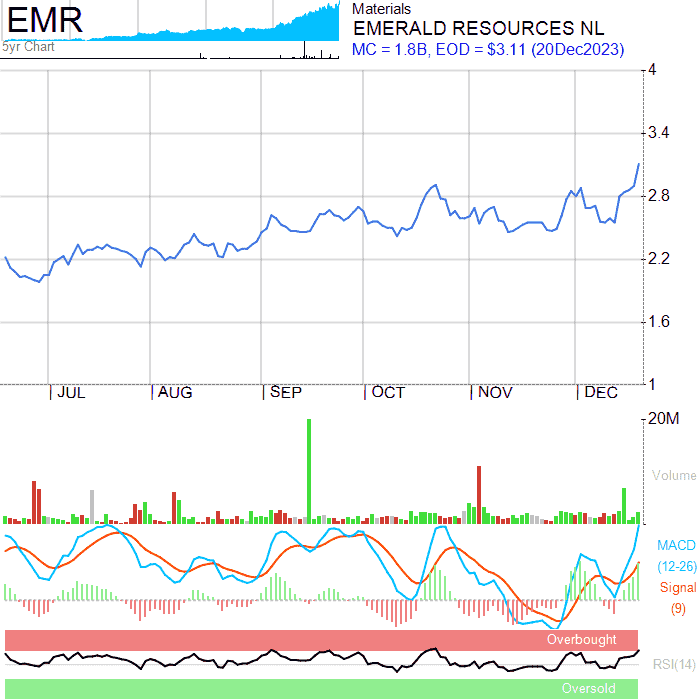 EMR
5yr Chart
Materials
EMERALD RESOURCES NL
MC = 1.8B, EOD = $3.11 (20Dec2023)
4
3.4
2.8
2.2
1.6
1
JUL AUG SEP OCT NOV DEC
20M
Volume
MACD
(12-26)
Signal
(9)
Overbought
RSI(14)
Oversold